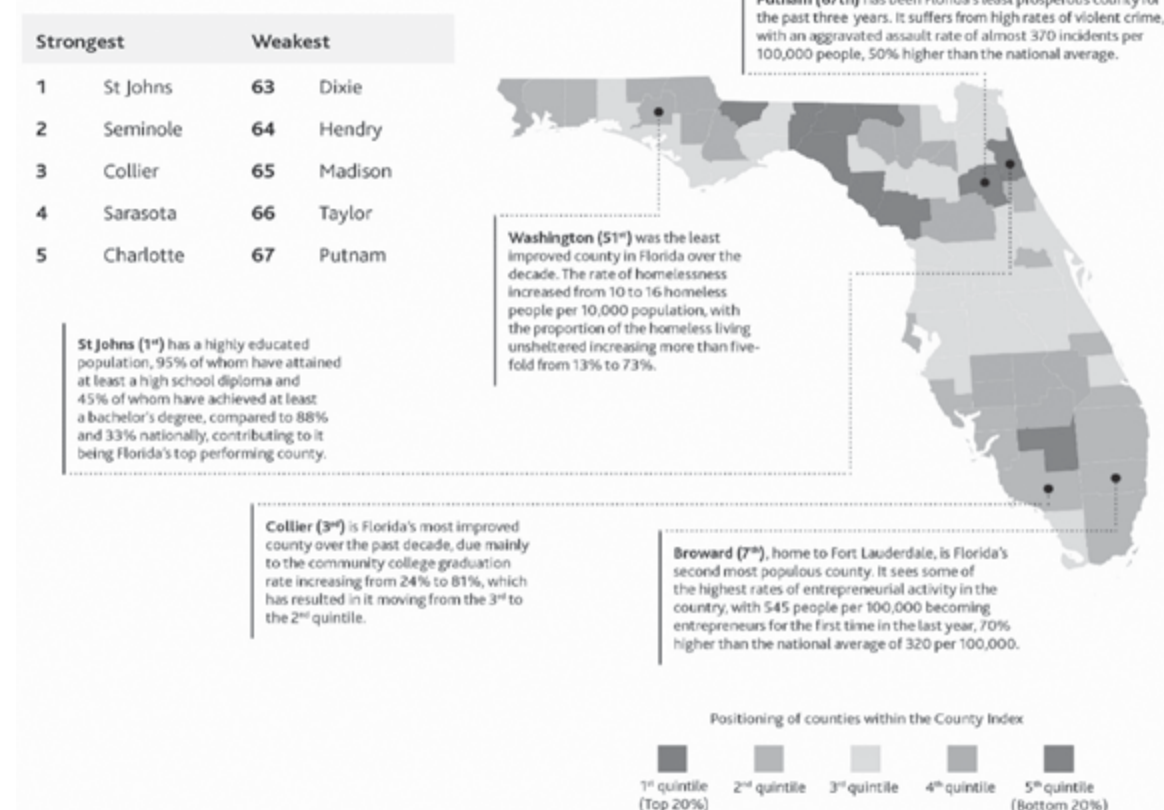 Putnam (67th) has been Florida's least prosperous county for
the past three years. It suffers from high rates of violent crime,
with an aggravated assault rate of almost 370 incidents per
100,000 people, 50% higher than the national average.
Strongest Weakest
1 St Johns 63 Dixie
2 Seminole 64 Hendry
3 Collier 65 Madison
4 Sarasota 66 Taylor
5 Charlotte 67 Putnam
Washington (51st) was the least
improved county in Florida over the
decade. The rate of homelessness
increased from 10 to 16 homeless
people per 10,000 population, with
the proportion of the homeless living
unsheltered increasing more than five-
fold from 13% to 73%.
St Johns (1st) has a highly educated
population, 95% of whom have attained
at least a high school diploma and
45% of whom have achieved at least
a bachelor's degree, compared to 88%
and 33% nationally, contributing to it
being Florida's top performing county.
Collier (3rd) is Florida's most improved
county over the past decade, due mainly
to the community college graduation
rate increasing from 24% to 81%, which
has resulted in it moving from the 3rd to
the 2nd quintile.
Broward (7th), home to Fort Lauderdale, is Florida's
second most populous county. It sees some of
the highest rates of entrepreneurial activity in the
country, with 545 people per 100,000 becoming
entrepreneurs for the first time in the last year, 70%
higher than the national average of 320 per 100,000.
Positioning of counties within the County Index
1st quintile 2nd quintile 3rd quintile 4th quintile 5th quintile
(Top 20%) (Bottom 20%)